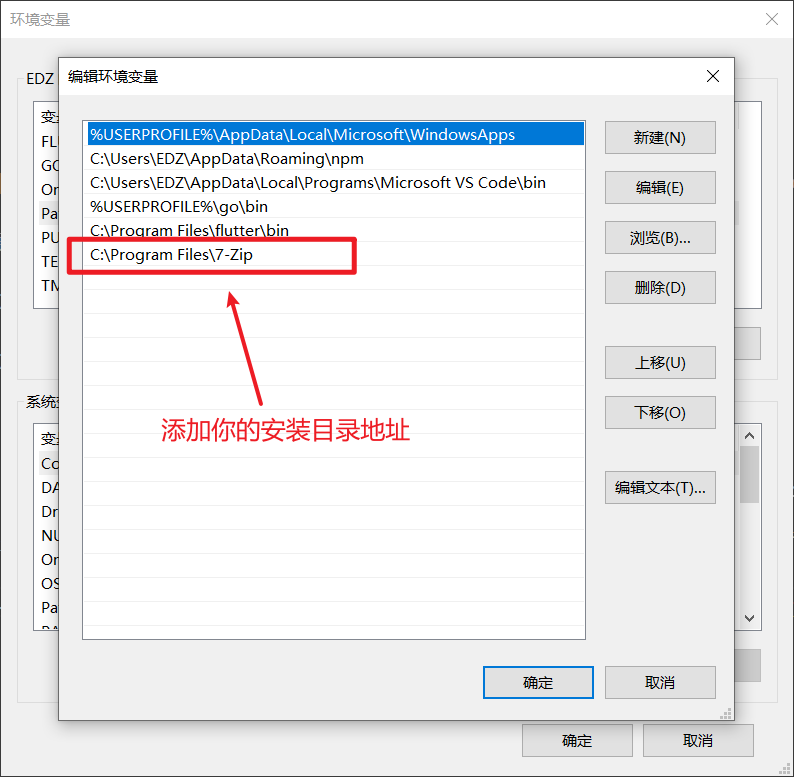 环境变量
编辑环境变量
EDZ
%USERPROFILE%\AppData\Local\Microsoft\WindowsApps
C:\Users\EDZ\AppData\Roaming\npm
C:\Users\EDZ\AppData\Local\Programs\Microsoft VS Code\bin
%USERPROFILE%\go\bin
C:\Program Files\flutter\bin
C:\Program Files\7-Zip
添加你的安装目录地址
新建(N)
编辑(E)
浏览(B)...
删除(D)
上移(U)
下移(O)
编辑文本(T)...
确定
取消
变
FL
GO
On
Pa
PU
TE
TM
系统
变
Co
DA
Dr
NU
On
OS
Pa
确定
取消